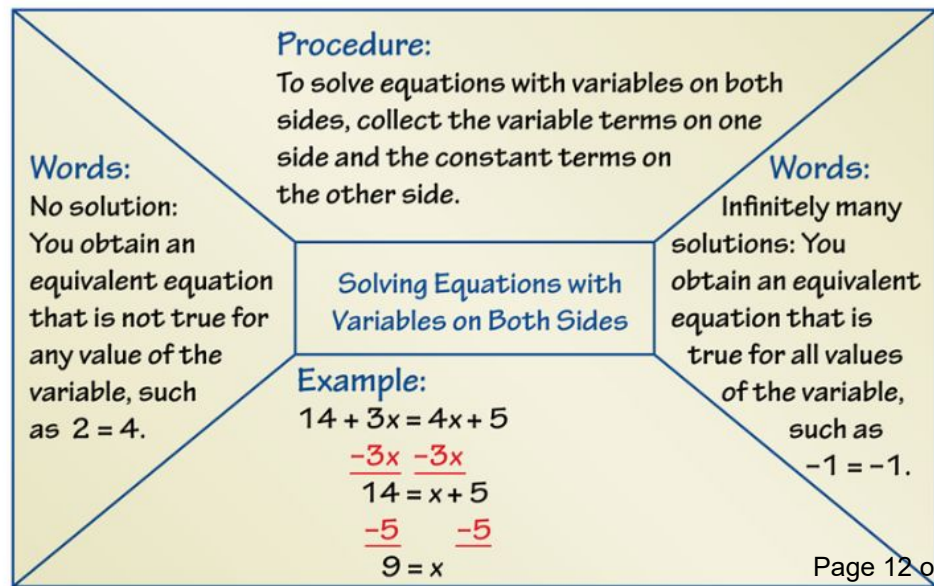 Procedure:
To solve equations with variables on both
sides, collect the variable terms on one
side and the constant terms on
the other side.
Words:
No solution:
You obtain an
equivalent equation
that is not true for
any value of the
variable, such
as 2 = 4.
Solving Equations with
Variables on Both Sides
Words:
Infinitely many
solutions: You
obtain an equivalent
equation that is
true for all values
of the variable,
such as
-1 = -1.
Example:
14 + 3x = 4x + 5
-3x -3x
14 = x + 5
-5 -5
9 = x
Page 12 o